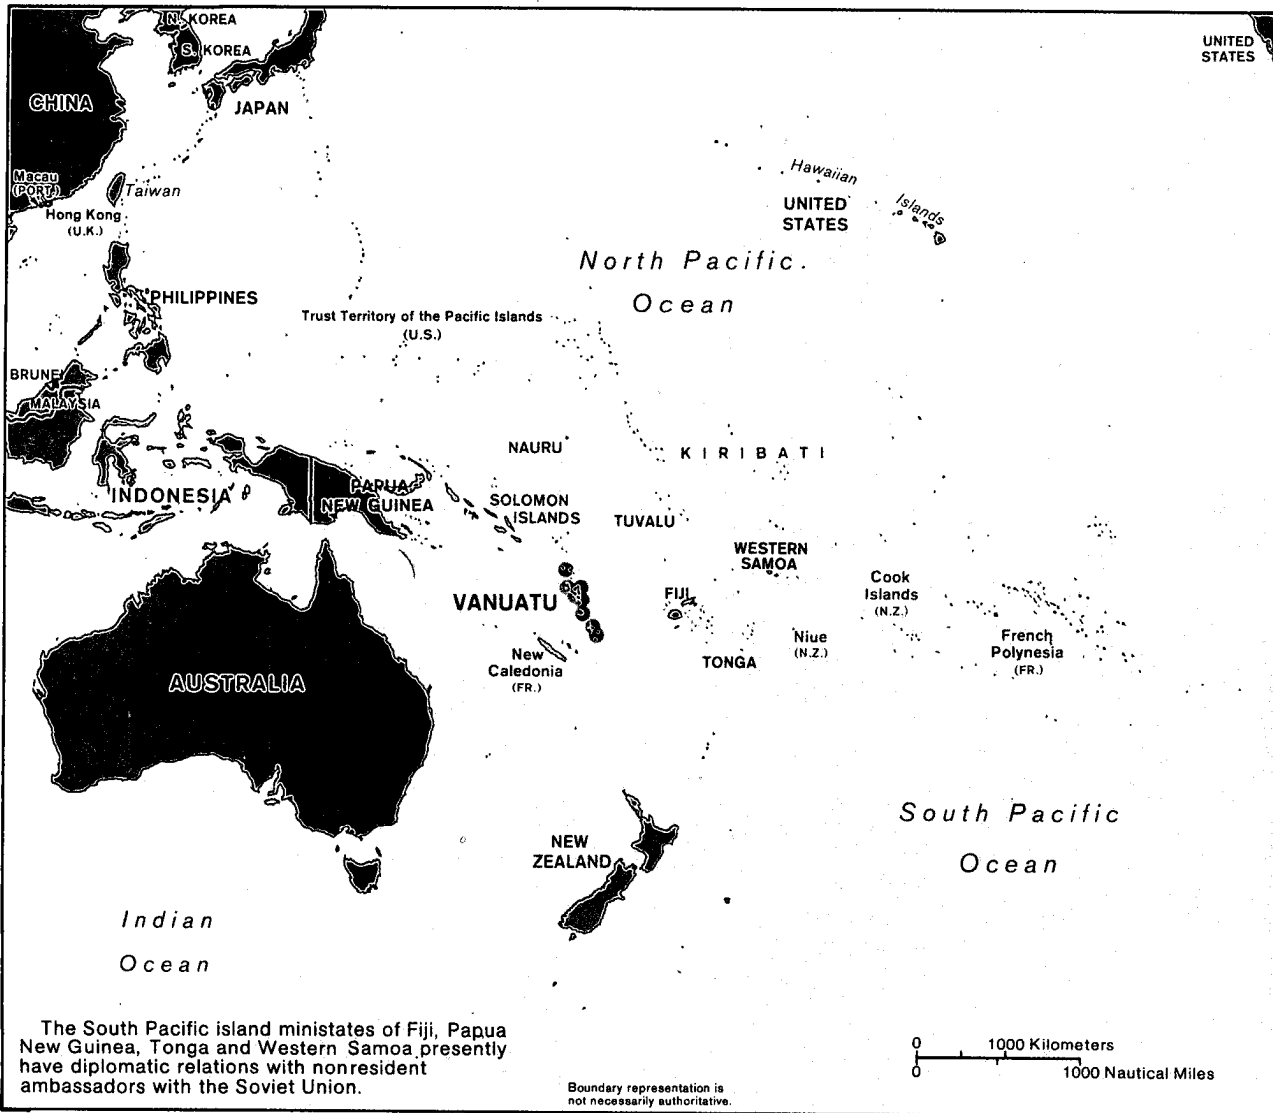 N. KOREA
S. KOREA
UNITED
STATES
CHINA
JAPAN
Macau
(PORT.)
Taiwan
Hong Kong
(U.K.)
Hawaiian
Islands
UNITED
STATES
North Pacific
Ocean
PHILIPPINES
Trust Territory of the Pacific Islands
(U.S.)
BRUNEI
MALAYSIA
NAURU
KIRIBATI
INDONESIA
PAPUA
NEW GUINEA
SOLOMON
ISLANDS
TUVALU
WESTERN
SAMOA
Cook
Islands
(N.Z.)
VANUATU
FIJI
New
Caledonia
(FR.)
TONGA
Niue
(N.Z.)
French
Polynesia
(FR.)
AUSTRALIA
South Pacific
Ocean
NEW
ZEALAND
Indian
Ocean
The South Pacific island ministates of Fiji, Papua
New Guinea, Tonga and Western Samoa presently
have diplomatic relations with nonresident
ambassadors with the Soviet Union.
Boundary representation is
not necessarily authoritative.
0 1000 Kilometers
0 1000 Nautical Miles